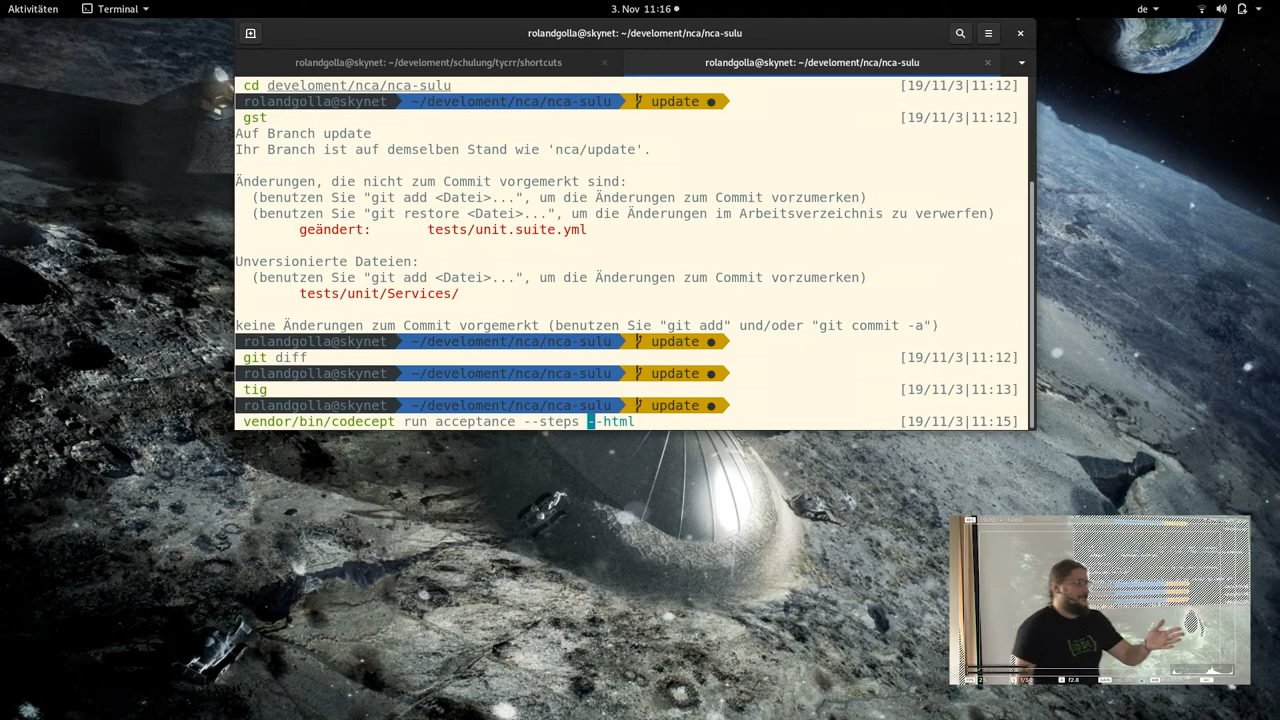 Aktivitäten Terminal 3. Nov 11:16 de
rolandgolla@skynet: ~/develoment/nca/nca-sulu
rolandgolla@skynet: ~/develoment/schulung/tycrr/shortcuts rolandgolla@skynet: ~/develoment/nca/nca-sulu
cd develoment/nca/nca-sulu [19/11/3|11:12]
rolandgolla@skynet ~/develoment/nca/nca-sulu update ●
gst [19/11/3|11:12]
Auf Branch update
Ihr Branch ist auf demselben Stand wie 'nca/update'.
Änderungen, die nicht zum Commit vorgemerkt sind:
(benutzen Sie "git add <Datei>...", um die Änderungen zum Commit vorzumerken)
(benutzen Sie "git restore <Datei>...", um die Änderungen im Arbeitsverzeichnis zu verwerfen)
geändert: tests/unit.suite.yml
Unversionierte Dateien:
(benutzen Sie "git add <Datei>...", um die Änderungen zum Commit vorzumerken)
tests/unit/Services/
keine Änderungen zum Commit vorgemerkt (benutzen Sie "git add" und/oder "git commit -a")
rolandgolla@skynet ~/develoment/nca/nca-sulu update ●
git diff [19/11/3|11:12]
rolandgolla@skynet ~/develoment/nca/nca-sulu update ●
tig [19/11/3|11:13]
rolandgolla@skynet ~/develoment/nca/nca-sulu update ●
vendor/bin/codecept run acceptance --steps --html [19/11/3|11:15]